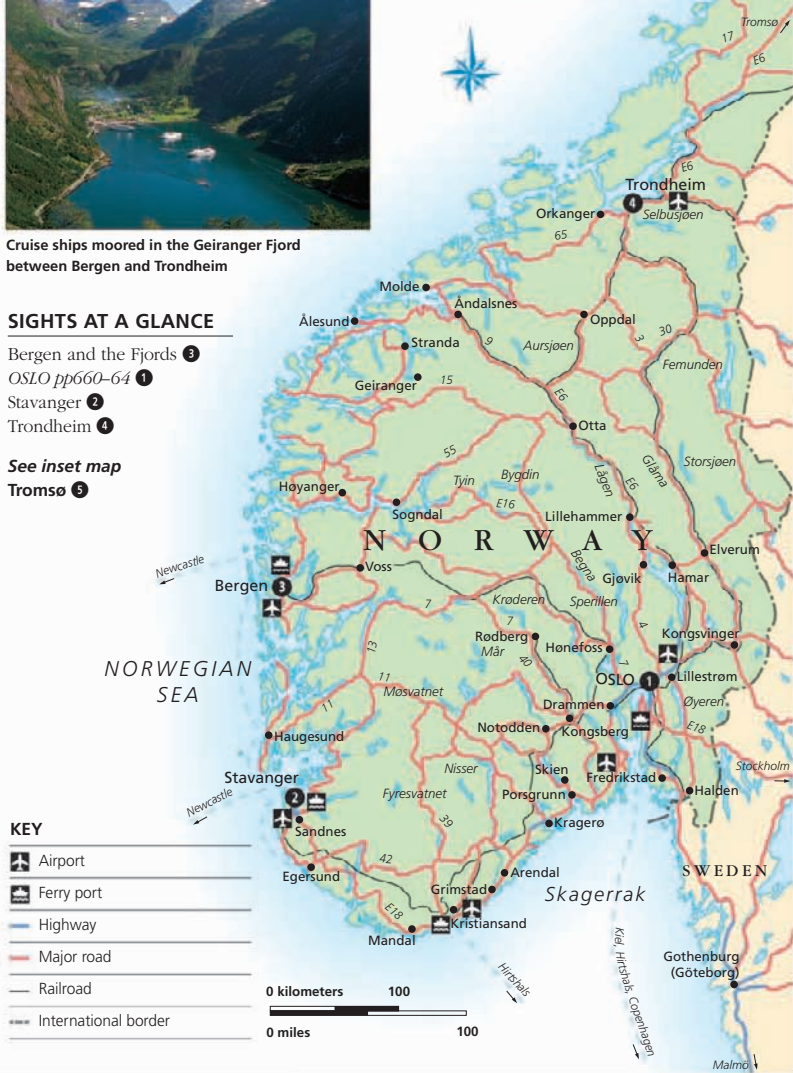 Cruise ships moored in the Geiranger Fjord
between Bergen and Trondheim
SIGHTS AT A GLANCE
Bergen and the Fjords 3
OSLO pp660–64 1
Stavanger 2
Trondheim 4
See inset map
Tromsø 5
Tromsø
17
E6
E6
Trondheim
4
Selbusjøen
Orkanger
65
Molde
Åndalsnes
Ålesund
Oppdal
Stranda
9
Aursjøen
3
30
Femunden
Geiranger
15
E6
Otta
55
Tyin
Bygdin
Lågen
E6
Glåma
Storsjøen
Høyanger
Sogndal
E16
Lillehammer
NORWAY
Newcastle
Voss
Begna
Elverum
Bergen 3
Gjøvik
Hamar
Krøderen
Sperillen
7
7
4
Kongsvinger
Rødberg
Mår
40
Hønefoss
7
13
NORWEGIAN
SEA
11
Møsvatnet
OSLO 1
Lillestrøm
Øyeren
11
Drammen
Notodden
Kongsberg
E18
Haugesund
Stockholm
Stavanger
2
Nisser
Skien
Fredrikstad
Newcastle
Fyresvatnet
Porsgrunn
Halden
Sandnes
39
Kragerø
42
Egersund
Arendal
SWEDEN
Grimstad
Skagerrak
E18
Kristiansand
Mandal
Hirtshals
Kiel, Hirtshals, Copenhagen
Gothenburg
(Göteborg)
Malmö
KEY
Airport
Ferry port
Highway
Major road
Railroad
International border
0 kilometers 100
0 miles 100